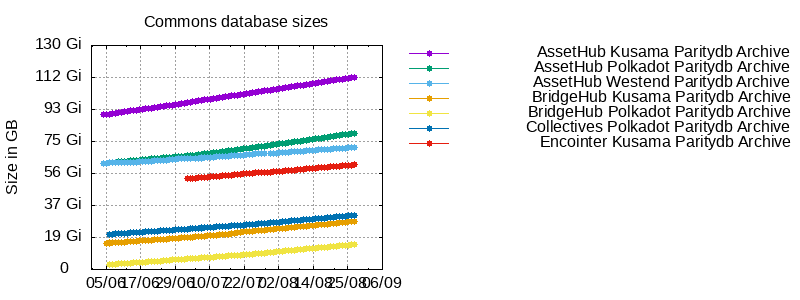 Commons database sizes
Size in GB
130 Gi
112 Gi
93 Gi
75 Gi
56 Gi
37 Gi
19 Gi
0
05/06 17/06 29/06 10/07 22/07 02/08 14/08 25/08 06/09
AssetHub Kusama Paritydb Archive
AssetHub Polkadot Paritydb Archive
AssetHub Westend Paritydb Archive
BridgeHub Kusama Paritydb Archive
BridgeHub Polkadot Paritydb Archive
Collectives Polkadot Paritydb Archive
Encointer Kusama Paritydb Archive